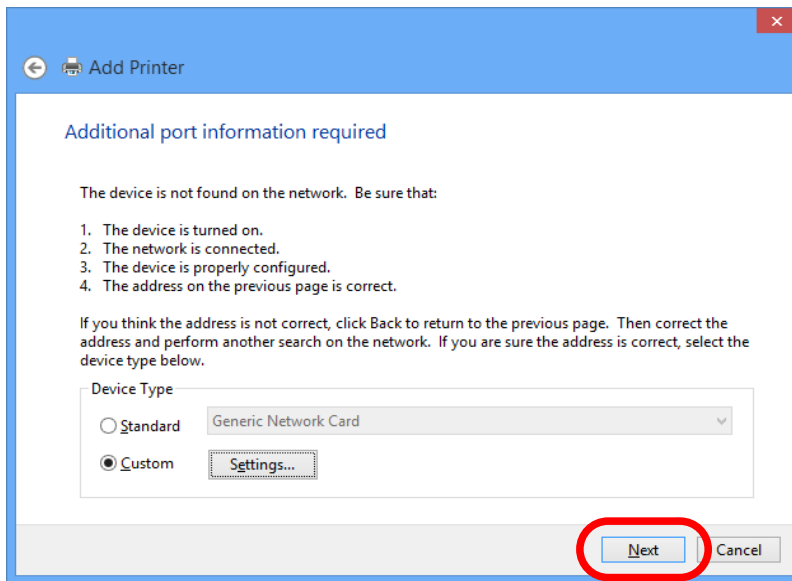 Add Printer
Additional port information required
The device is not found on the network. Be sure that:
1. The device is turned on.
2. The network is connected.
3. The device is properly configured.
4. The address on the previous page is correct.
If you think the address is not correct, click Back to return to the previous page. Then correct the
address and perform another search on the network. If you are sure the address is correct, select the
device type below.
Device Type
Standard Generic Network Card
Custom Settings...
Next Cancel